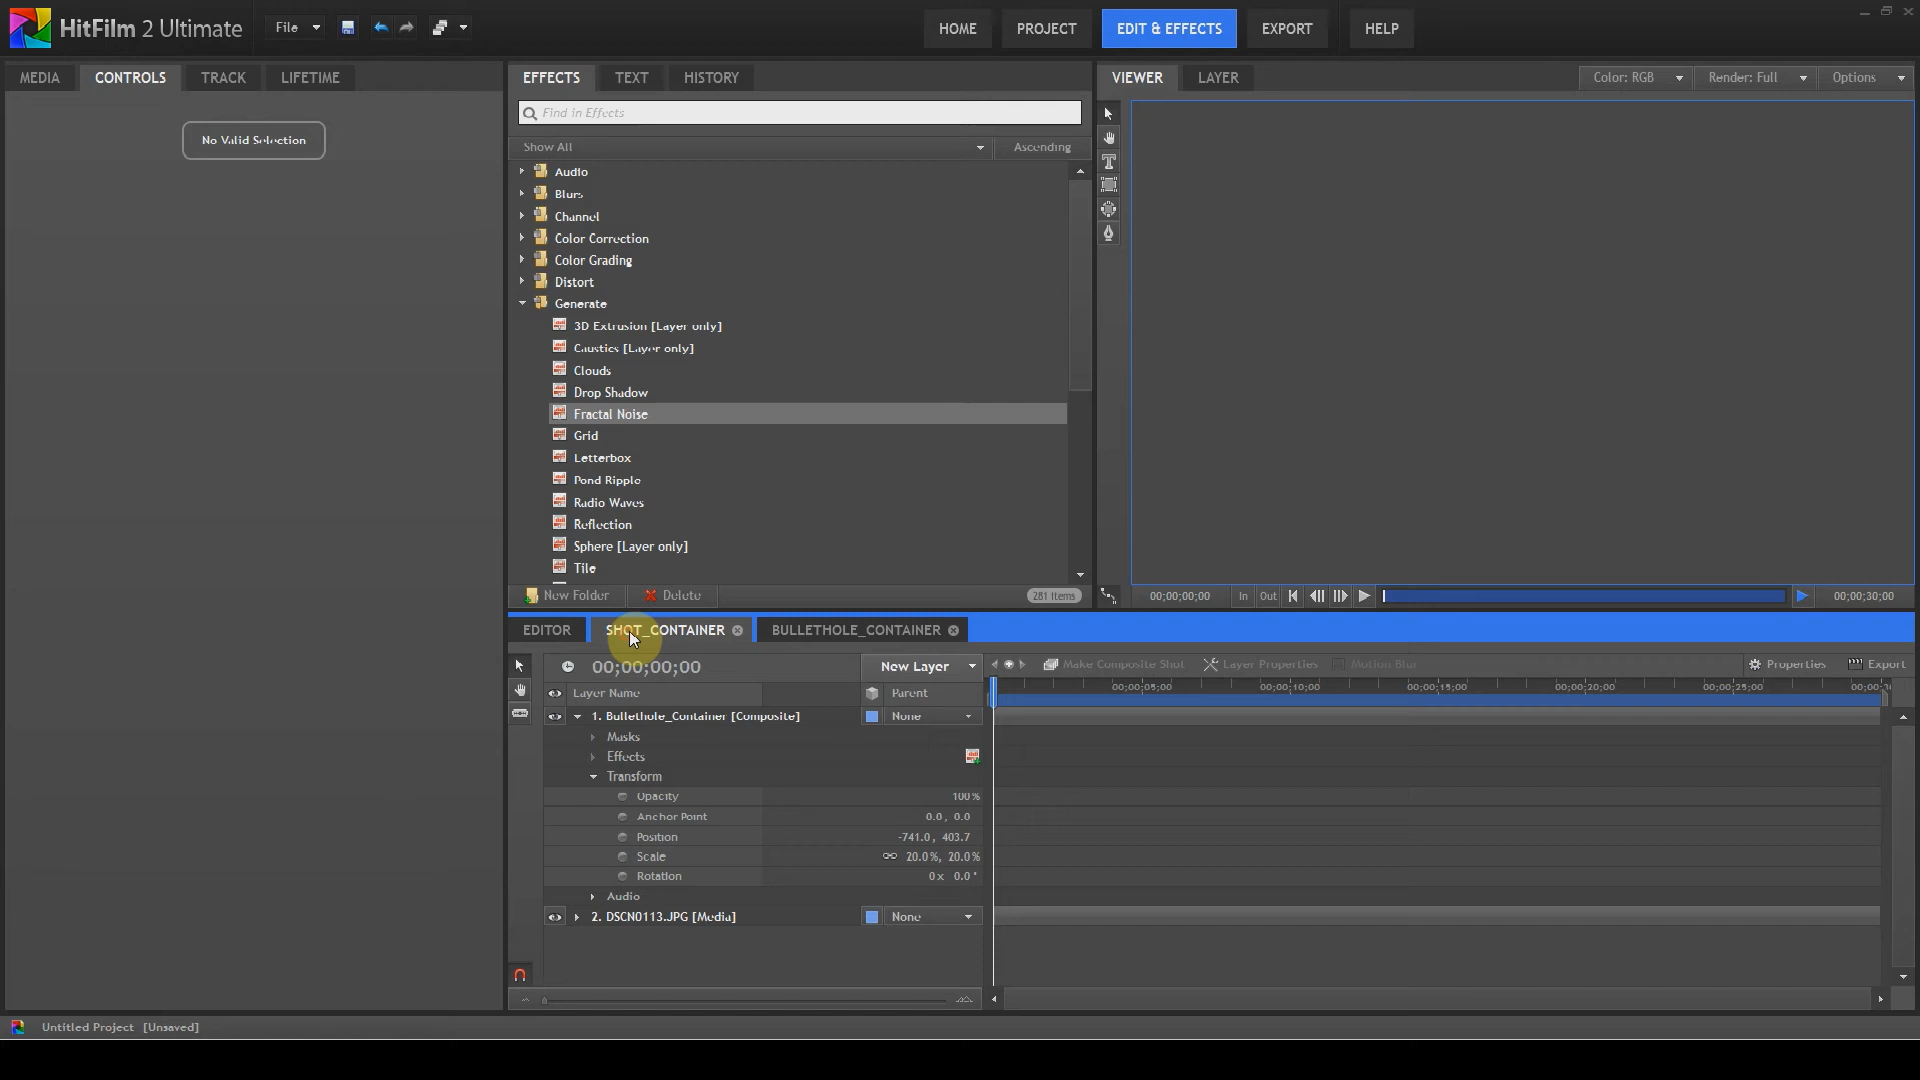 HitFilm 2 Ultimate
File
HOME
PROJECT
EDIT & EFFECTS
EXPORT
HELP
MEDIA
CONTROLS
TRACK
LIFETIME
No Valid Selection
EFFECTS
TEXT
HISTORY
Find in Effects
Show All
Ascending
Audio
Blurs
Channel
Color Correction
Color Grading
Distort
Generate
3D Extrusion [Layer only]
Caustics [Layer only]
Clouds
Drop Shadow
Fractal Noise
Grid
Letterbox
Pond Ripple
Radio Waves
Reflection
Sphere [Layer only]
Tile
New Folder
Delete
281 Items
VIEWER
LAYER
Color: RGB
Render: Full
Options
00;00;00;00
In
Out
00;00;30;00
EDITOR
SHOT_CONTAINER
BULLETHOLE_CONTAINER
00;00;00;00
New Layer
Make Composite Shot
Layer Properties
Motion Blur
Properties
Export
Layer Name
Parent
00;00;05;00
00;00;10;00
00;00;15;00
00;00;20;00
00;00;25;00
1. Bullethole_Container [Composite]
None
Masks
Effects
Transform
Opacity
100%
Anchor Point
0.0, 0.0
Position
-741.0, 403.7
Scale
20.0%, 20.0%
Rotation
0x 0.0°
Audio
2. DSCN0113.JPG [Media]
None
Untitled Project [Unsaved]